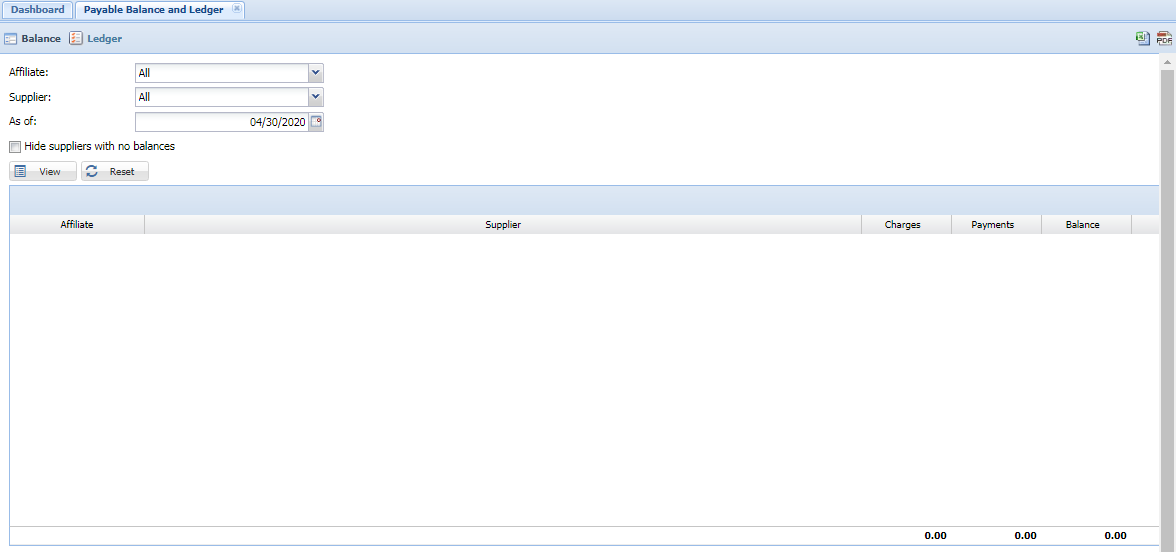 Dashboard Payable Balance and Ledger
Balance Ledger PDF
Affiliate: All
Supplier: All
As of: 04/30/2020
Hide suppliers with no balances
View Reset
Affiliate Supplier Charges Payments Balance
0.00 0.00 0.00